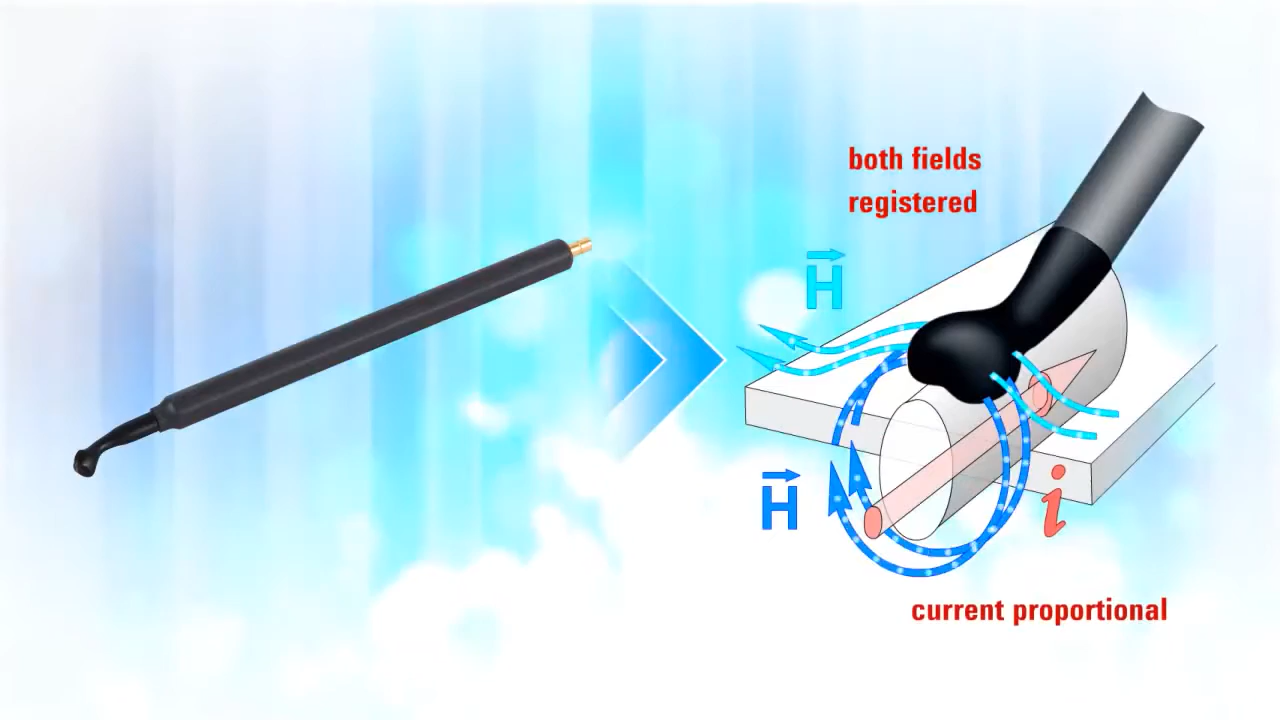 both fields
registered
H
H
i
current proportional